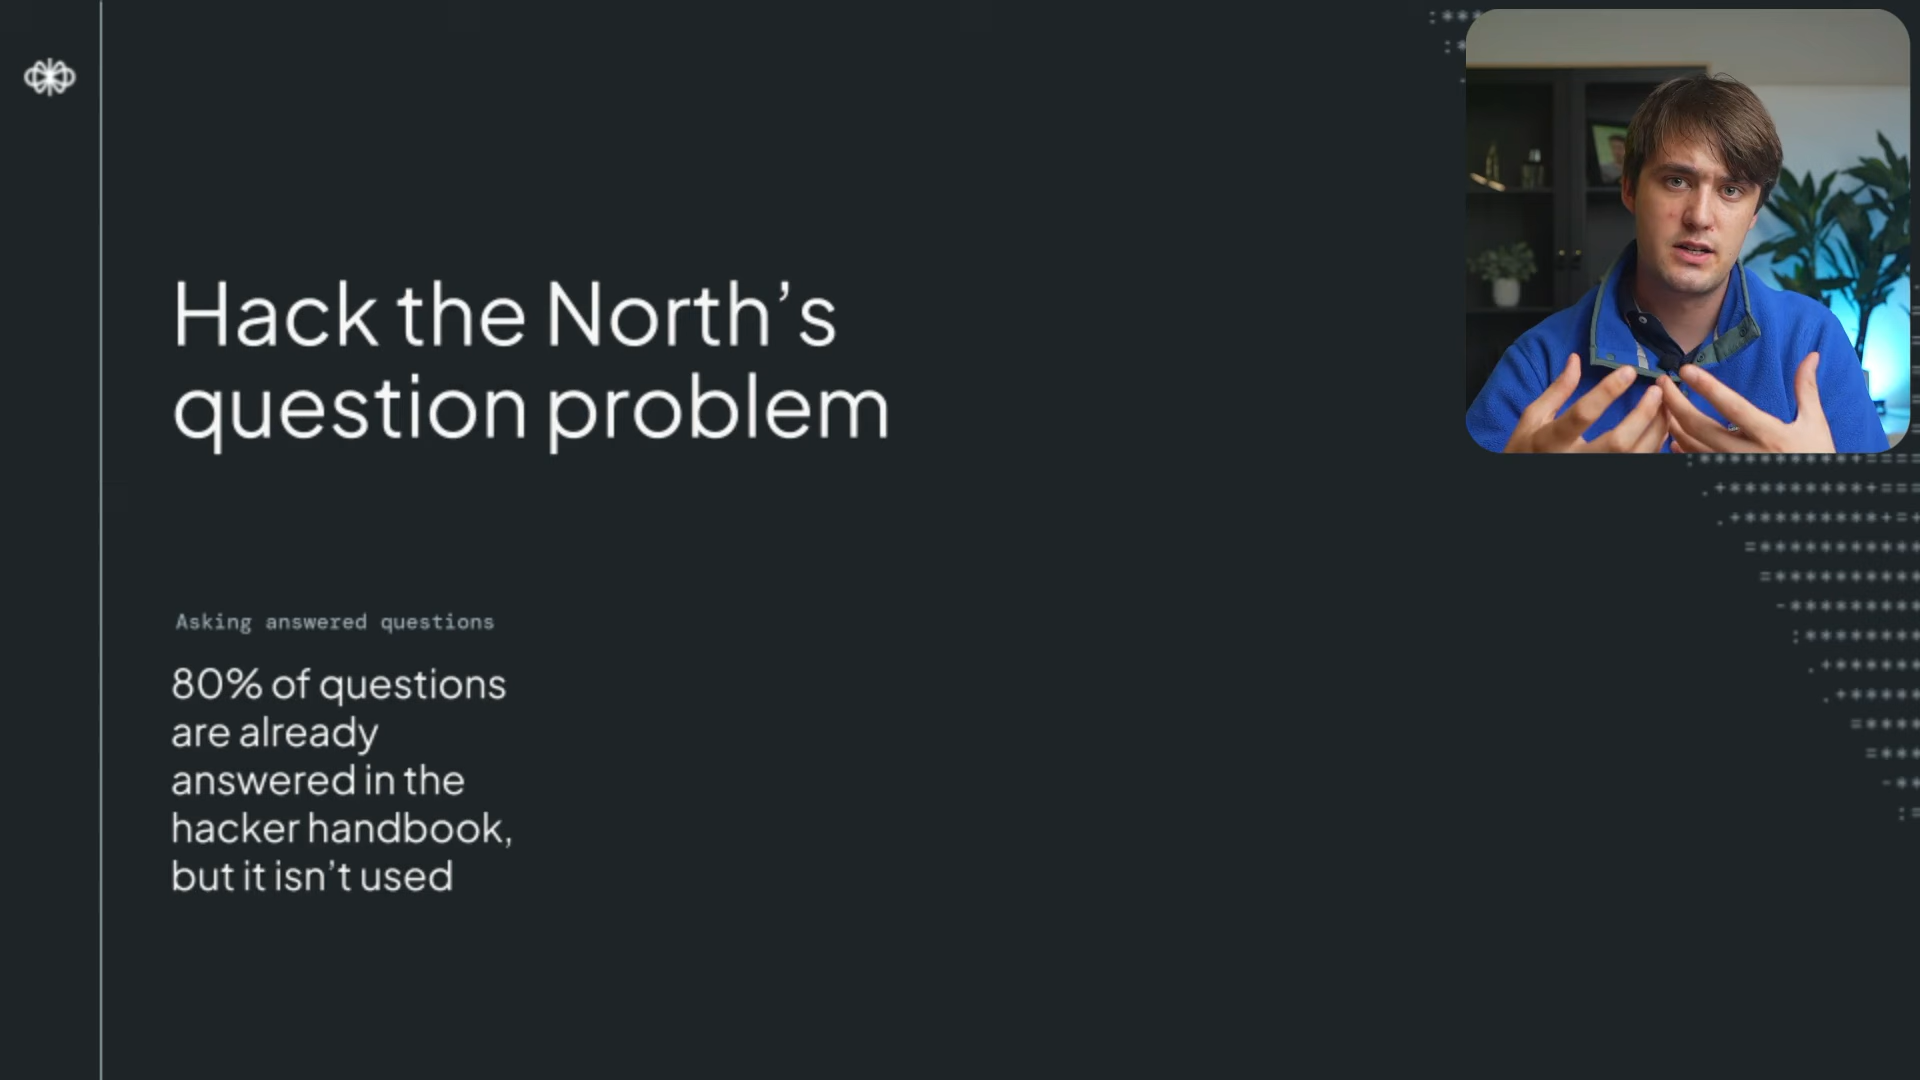 Hack the North’s
question problem
Asking answered questions
80% of questions
are already
answered in the
hacker handbook,
but it isn’t used